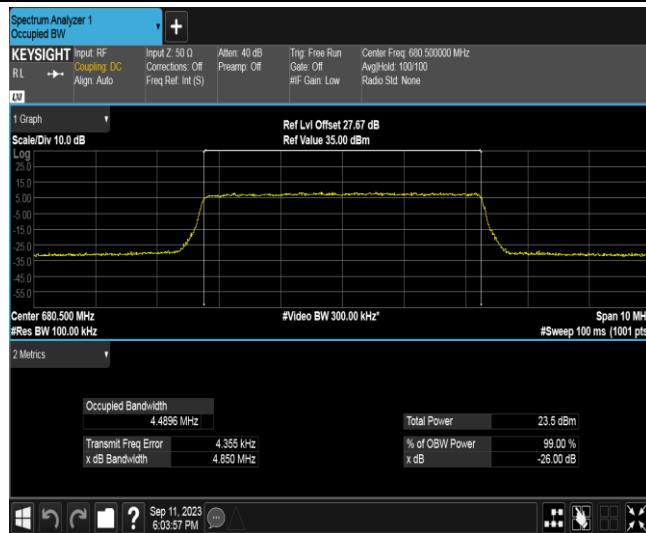 Spectrum Analyzer 1
Occupied BW
+
KEYSIGHT Input: RF Input Z: 50 Ω Atten: 40 dB Trig: Free Run Center Freq: 680.500000 MHz
RL Coupling: DC Corrections: Off Preamp: Off Gate: Off Avg|Hold: 100/100
Align: Auto Freq Ref: Int (S) #IF Gain: Low Radio Std: None
1 Graph
Ref Lvl Offset 27.67 dB
Scale/Div 10.0 dB Ref Value 35.00 dBm
Log
25.0
15.0
5.00
-5.00
-15.0
-25.0
-35.0
-45.0
-55.0
Center 680.500 MHz #Video BW 300.00 kHz* Span 10 MH
#Res BW 100.00 kHz #Sweep 100 ms (1001 pts
2 Metrics
Occupied Bandwidth
4.4896 MHz Total Power 23.5 dBm
Transmit Freq Error 4.355 kHz % of OBW Power 99.00 %
x dB Bandwidth 4.850 MHz x dB -26.00 dB
? Sep 11, 2023
6:03:57 PM